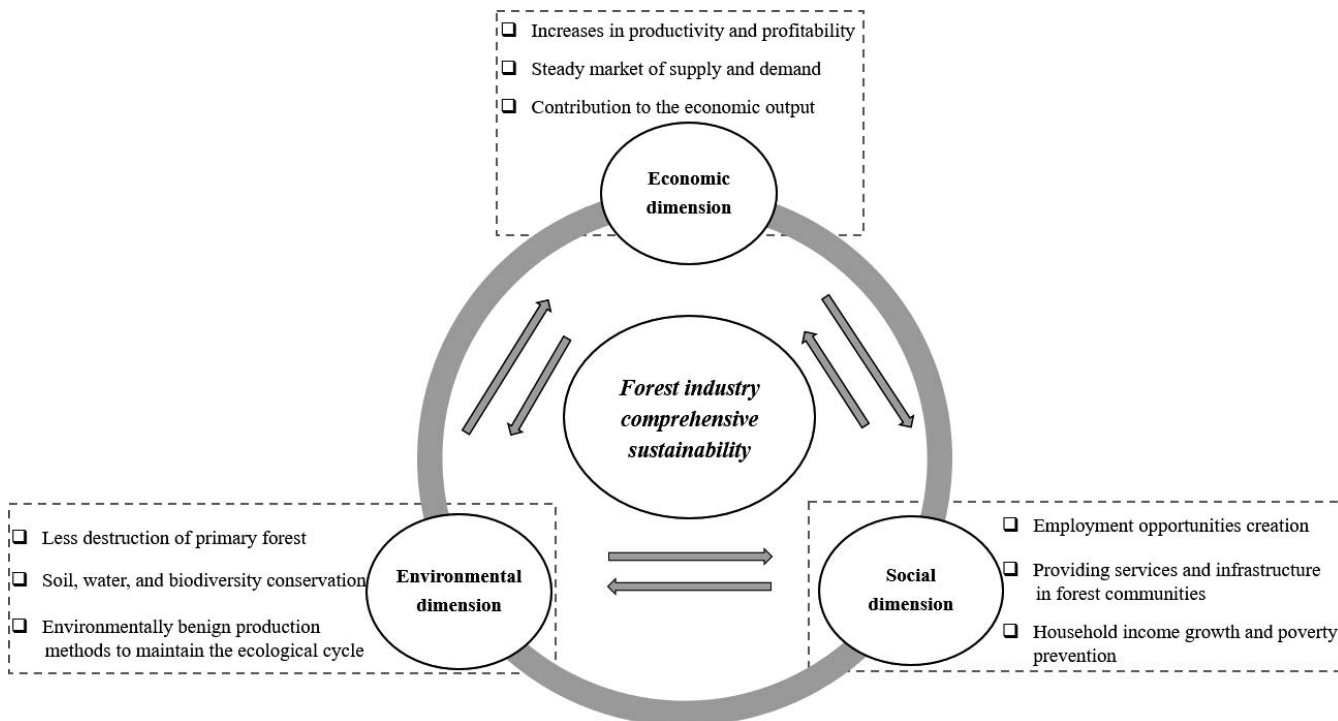 ❑ Increases in productivity and profitability
❑ Steady market of supply and demand
❑ Contribution to the economic output
Economic
dimension
Forest industry
comprehensive
sustainability
❑ Less destruction of primary forest
❑ Soil, water, and biodiversity conservation
❑ Environmentally benign production
methods to maintain the ecological cycle
Environmental
dimension
Social
dimension
❑ Employment opportunities creation
❑ Providing services and infrastructure
in forest communities
❑ Household income growth and poverty
prevention